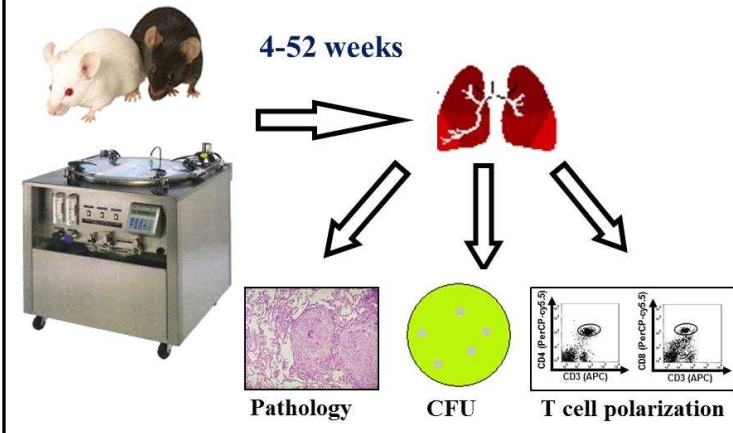 4-52 weeks
CD4 (PerCP-cy5.5)
CD3 (APC)
CD8 (PerCP-cy5.5)
CD3 (APC)
Pathology
CFU
T cell polarization